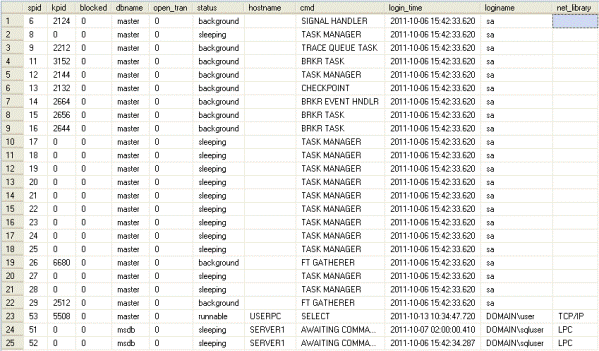 spid kpid blocked dbname open_tran status hostname cmd login_time loginame net_library
1 6 2124 0 master 0 background SIGNAL HANDLER 2011-10-06 15:42:33.620 sa
2 8 0 0 master 0 sleeping TASK MANAGER 2011-10-06 15:42:33.620 sa
3 9 2212 0 master 0 background TRACE QUEUE TASK 2011-10-06 15:42:33.620 sa
4 11 3152 0 master 0 background BRKR TASK 2011-10-06 15:42:33.620 sa
5 12 2144 0 master 0 background TASK MANAGER 2011-10-06 15:42:33.620 sa
6 13 2132 0 master 0 background CHECKPOINT 2011-10-06 15:42:33.620 sa
7 14 2664 0 master 0 background BRKR EVENT HNDLR 2011-10-06 15:42:33.620 sa
8 15 2656 0 master 0 background BRKR TASK 2011-10-06 15:42:33.620 sa
9 16 2644 0 master 0 background BRKR TASK 2011-10-06 15:42:33.620 sa
10 17 0 0 master 0 sleeping TASK MANAGER 2011-10-06 15:42:33.620 sa
11 18 0 0 master 0 sleeping TASK MANAGER 2011-10-06 15:42:33.620 sa
12 19 0 0 master 0 sleeping TASK MANAGER 2011-10-06 15:42:33.620 sa
13 20 0 0 master 0 sleeping TASK MANAGER 2011-10-06 15:42:33.620 sa
14 21 0 0 master 0 sleeping TASK MANAGER 2011-10-06 15:42:33.620 sa
15 22 0 0 master 0 sleeping TASK MANAGER 2011-10-06 15:42:33.620 sa
16 23 0 0 master 0 sleeping TASK MANAGER 2011-10-06 15:42:33.620 sa
17 24 0 0 master 0 sleeping TASK MANAGER 2011-10-06 15:42:33.620 sa
18 25 0 0 master 0 sleeping TASK MANAGER 2011-10-06 15:42:33.620 sa
19 26 6680 0 master 0 background FT GATHERER 2011-10-06 15:42:33.620 sa
20 27 0 0 master 0 sleeping TASK MANAGER 2011-10-06 15:42:33.620 sa
21 28 0 0 master 0 sleeping TASK MANAGER 2011-10-06 15:42:33.620 sa
22 29 2512 0 master 0 background FT GATHERER 2011-10-06 15:42:33.620 sa
23 53 5508 0 master 0 runnable USERPC SELECT 2011-10-13 10:34:47.720 DOMAIN\user TCP/IP
24 51 0 0 msdb 0 sleeping SERVER1 AWAITING COMMA... 2011-10-07 02:00:00.410 DOMAIN\sqluser LPC
25 52 0 0 msdb 0 sleeping SERVER1 AWAITING COMMA... 2011-10-06 15:42:34.287 DOMAIN\sqluser LPC